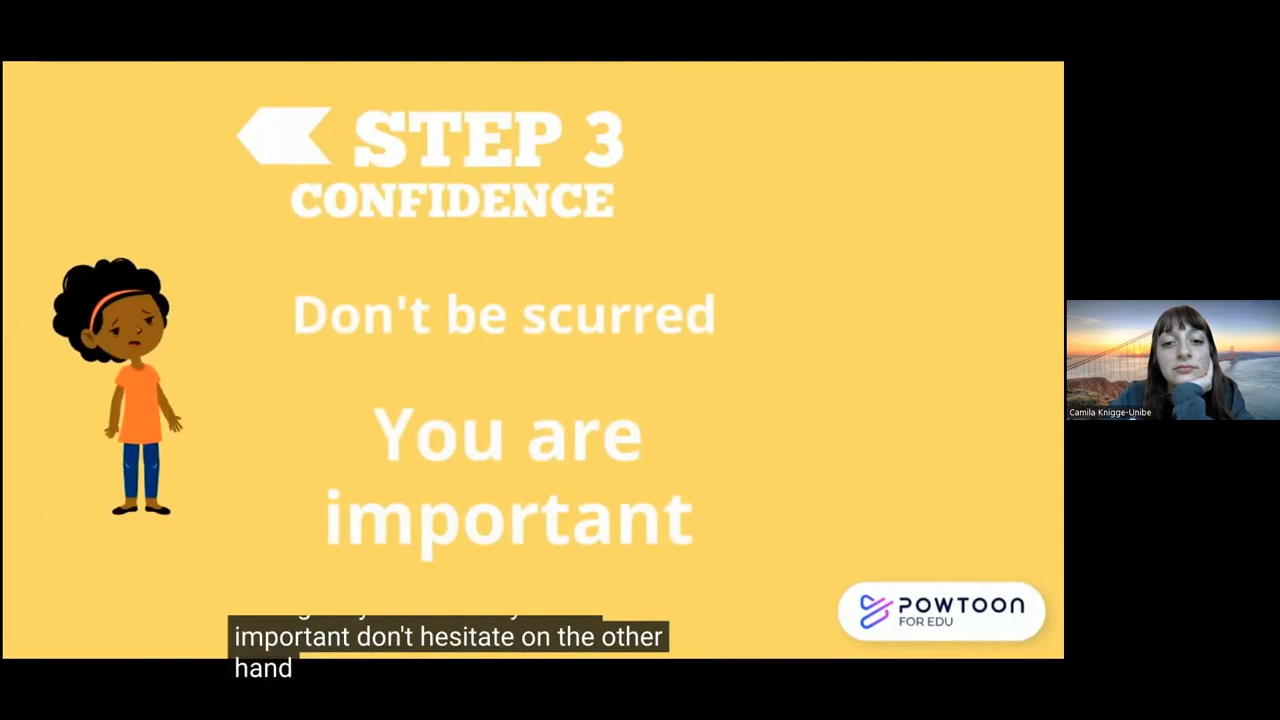 STEP 3
CONFIDENCE
Don't be scurred
You are
important
POWTOON
FOR EDU
important don't hesitate on the other
hand
Camila Knigge-Unibe